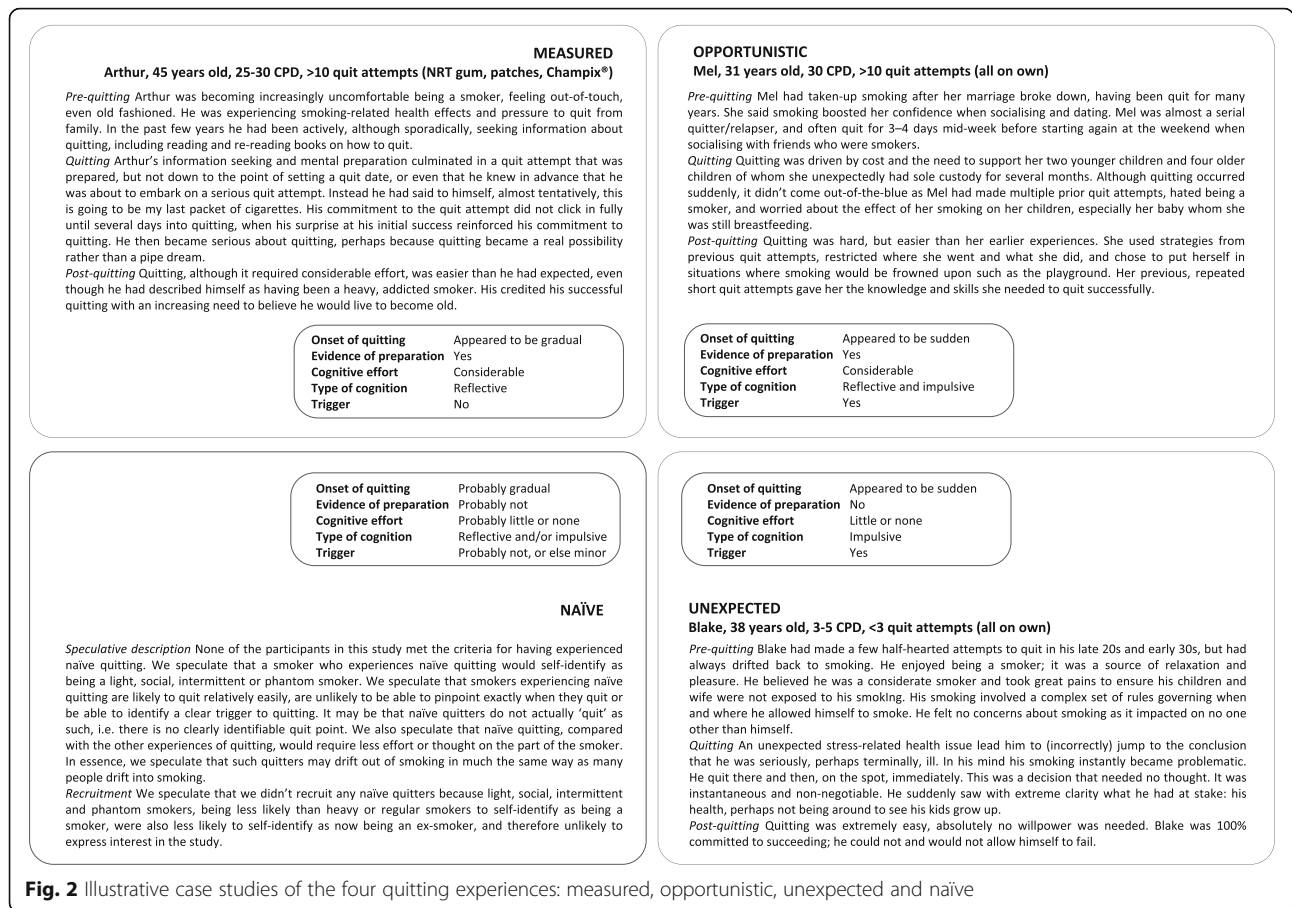 MEASURED
Arthur, 45 years old, 25-30 CPD, >10 quit attempts (NRT gum, patches, Champix®)
Pre-quitting Arthur was becoming increasingly uncomfortable being a smoker, feeling out-of-touch,
even old fashioned. He was experiencing smoking-related health effects and pressure to quit from
family. In the past few years he had been actively, although sporadically, seeking information about
quitting, including reading and re-reading books on how to quit.
Quitting Arthur's information seeking and mental preparation culminated in a quit attempt that was
prepared, but not down to the point of setting a quit date, or even that he knew in advance that he
was about to embark on a serious quit attempt. Instead he had said to himself, almost tentatively, this
is going to be my last packet of cigarettes. His commitment to the quit attempt did not click in fully
until several days into quitting, when his surprise at his initial success reinforced his commitment to
quitting. He then became serious about quitting, perhaps because quitting became a real possibility
rather than a pipe dream.
Post-quitting Quitting, although it required considerable effort, was easier than he had expected, even
though he had described himself as having been a heavy, addicted smoker. His credited his successful
quitting with an increasing need to believe he would live to become old.
Onset of quitting Appeared to be gradual
Evidence of preparation Yes
Cognitive effort Considerable
Type of cognition Reflective
Trigger No
OPPORTUNISTIC
Mel, 31 years old, 30 CPD, >10 quit attempts (all on own)
Pre-quitting Mel had taken-up smoking after her marriage broke down, having been quit for many
years. She said smoking boosted her confidence when socialising and dating. Mel was almost a serial
quitter/relapser, and often quit for 3–4 days mid-week before starting again at the weekend when
socialising with friends who were smokers.
Quitting Quitting was driven by cost and the need to support her two younger children and four older
children of whom she unexpectedly had sole custody for several months. Although quitting occurred
suddenly, it didn't come out-of-the-blue as Mel had made multiple prior quit attempts, hated being a
smoker, and worried about the effect of her smoking on her children, especially her baby whom she
was still breastfeeding.
Post-quitting Quitting was hard, but easier than her earlier experiences. She used strategies from
previous quit attempts, restricted where she went and what she did, and chose to put herself in
situations where smoking would be frowned upon such as the playground. Her previous, repeated
short quit attempts gave her the knowledge and skills she needed to quit successfully.
Onset of quitting Appeared to be sudden
Evidence of preparation Yes
Cognitive effort Considerable
Type of cognition Reflective and impulsive
Trigger Yes
Onset of quitting Probably gradual
Evidence of preparation Probably not
Cognitive effort Probably little or none
Type of cognition Reflective and/or impulsive
Trigger Probably not, or else minor
NAÏVE
Speculative description None of the participants in this study met the criteria for having experienced
naïve quitting. We speculate that a smoker who experiences naïve quitting would self-identify as
being a light, social, intermittent or phantom smoker. We speculate that smokers experiencing naïve
quitting are likely to quit relatively easily, are unlikely to be able to pinpoint exactly when they quit or
be able to identify a clear trigger to quitting. It may be that naïve quitters do not actually 'quit' as
such, i.e. there is no clearly identifiable quit point. We also speculate that naïve quitting, compared
with the other experiences of quitting, would require less effort or thought on the part of the smoker.
In essence, we speculate that such quitters may drift out of smoking in much the same way as many
people drift into smoking.
Recruitment We speculate that we didn't recruit any naïve quitters because light, social, intermittent
and phantom smokers, being less likely than heavy or regular smokers to self-identify as being a
smoker, were also less likely to self-identify as now being an ex-smoker, and therefore unlikely to
express interest in the study.
Onset of quitting Appeared to be sudden
Evidence of preparation No
Cognitive effort Little or none
Type of cognition Impulsive
Trigger Yes
UNEXPECTED
Blake, 38 years old, 3-5 CPD, <3 quit attempts (all on own)
Pre-quitting Blake had made a few half-hearted attempts to quit in his late 20s and early 30s, but had
always drifted back to smoking. He enjoyed being a smoker; it was a source of relaxation and
pleasure. He believed he was a considerate smoker and took great pains to ensure his children and
wife were not exposed to his smokIng. His smoking involved a complex set of rules governing when
and where he allowed himself to smoke. He felt no concerns about smoking as it impacted on no one
other than himself.
Quitting An unexpected stress-related health issue lead him to (incorrectly) jump to the conclusion
that he was seriously, perhaps terminally, ill. In his mind his smoking instantly became problematic.
He quit there and then, on the spot, immediately. This was a decision that needed no thought. It was
instantaneous and non-negotiable. He suddenly saw with extreme clarity what he had at stake: his
health, perhaps not being around to see his kids grow up.
Post-quitting Quitting was extremely easy, absolutely no willpower was needed. Blake was 100%
committed to succeeding; he could not and would not allow himself to fail.
Fig. 2 Illustrative case studies of the four quitting experiences: measured, opportunistic, unexpected and naïve